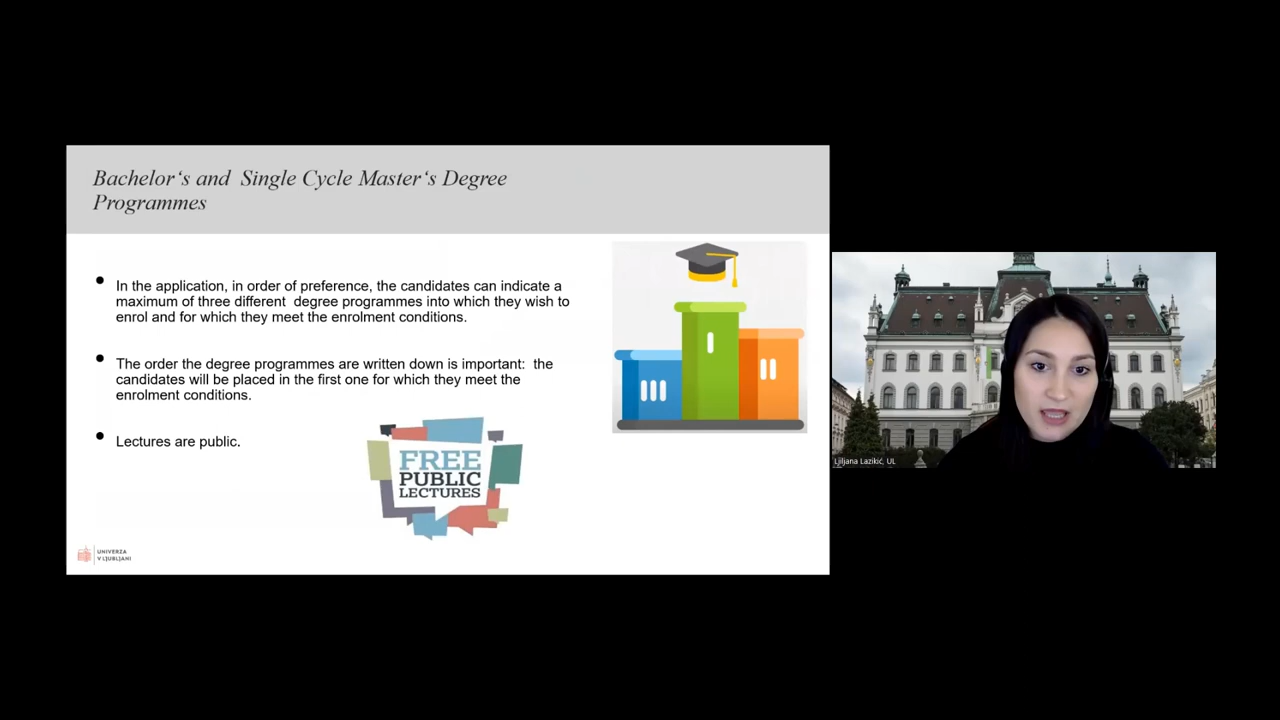 Bachelor‘s and  Single Cycle Master‘s Degree
Programmes
• In the application, in order of preference, the candidates can indicate a
maximum of three different  degree programmes into which they wish to
enrol and for which they meet the enrolment conditions.
• The order the degree programmes are written down is important:  the
candidates will be placed in the first one for which they meet the
enrolment conditions.
• Lectures are public.
FREE
PUBLIC
LECTURES
UNIVERZA
V LJUBLJANI
Ljiljana Lazikić, UL